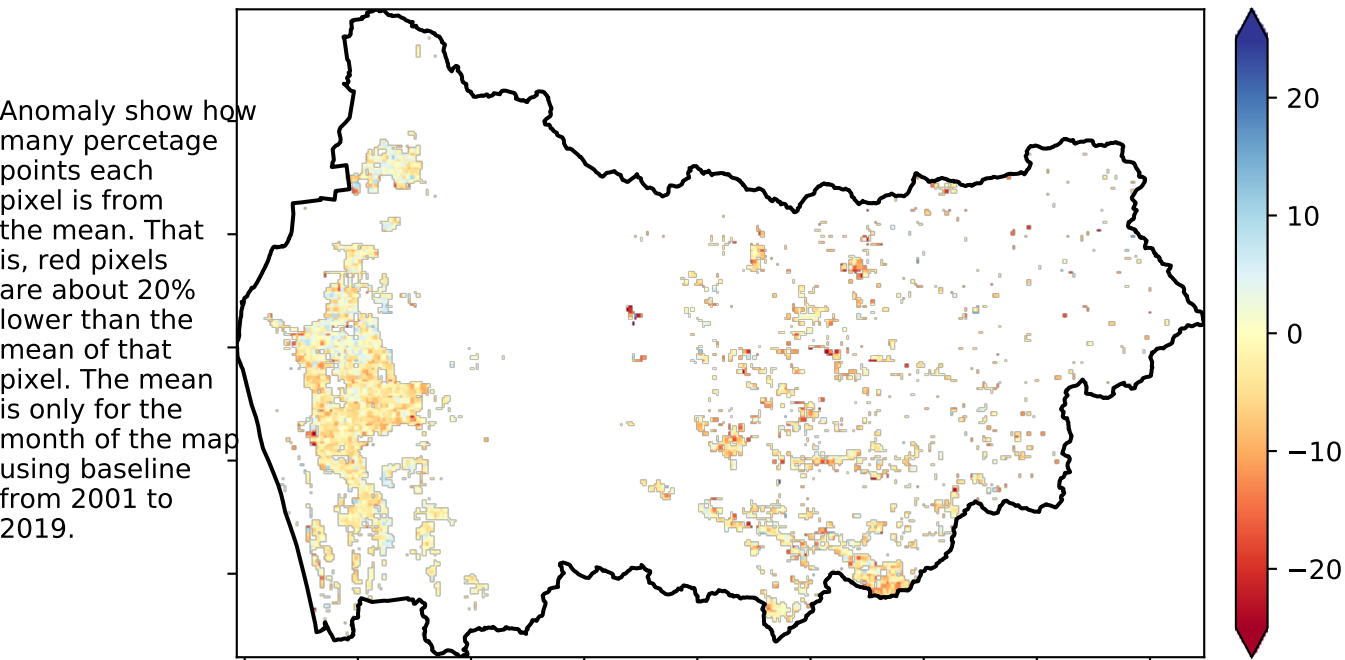 Anomaly show how
many percetage
points each
pixel is from
the mean. That
is, red pixels
are about 20%
lower than the
mean of that
pixel. The mean
is only for the
month of the map
using baseline
from 2001 to
2019.
20
10
0
−10
−20